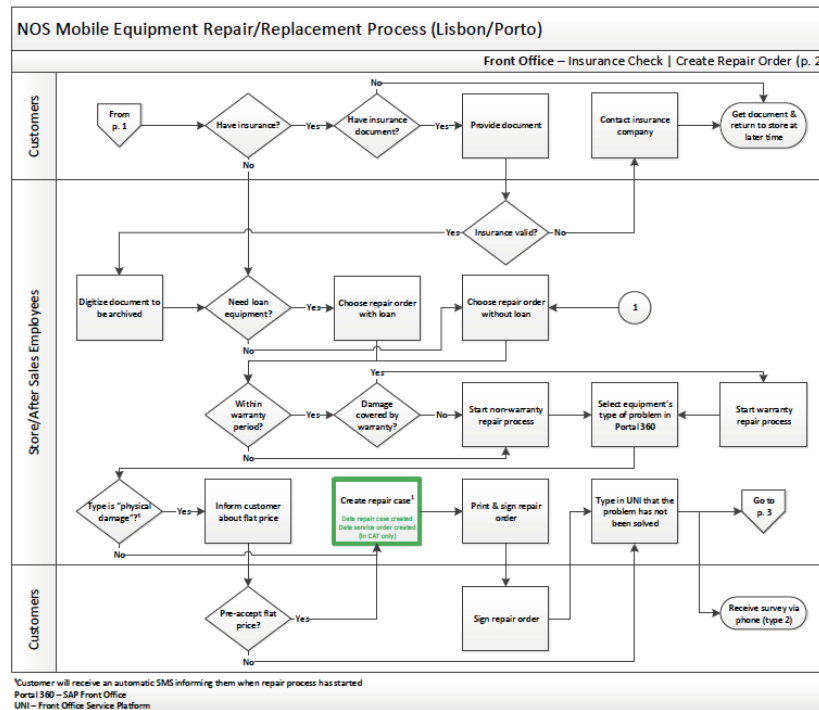 NOS Mobile Equipment Repair/Replacement Process (Lisbon/Porto)
Front Office – Insurance Check | Create Repair Order (p. 2
Customers
From
p. 1
Have insurance?
Yes
No
Have
insurance
document?
No
Yes
Provide document
Contact insurance
company
Get document &
return to store at
later time
Store/After Sales Employees
Yes
Insurance valid?
No
Digitize document to
be archived
Need loan
equipment?
Yes
No
Choose repair order
with loan
Choose repair order
without loan
1
Yes
Within
warranty
period?
Yes
No
Damage
covered by
warranty?
No
Start non-warranty
repair process
Select equipment's
type of problem in
Portal 360
Start warranty
repair process
Type is "physical
damage"?¹
Yes
No
Inform customer
about flat price
Create repair case¹
Date repair case created
Date service order created
(in CAT only)
Print & sign repair
order
Type in UNI that the
problem has not
been solved
Go to
p. 3
Customers
Pre-accept flat
price?
Yes
No
Sign repair order
Receive survey via
phone (type 2)
¹Customer will receive an automatic SMS informing them when repair process has started
Portal 360 – SAP Front Office
UNI – Front Office Service Platform